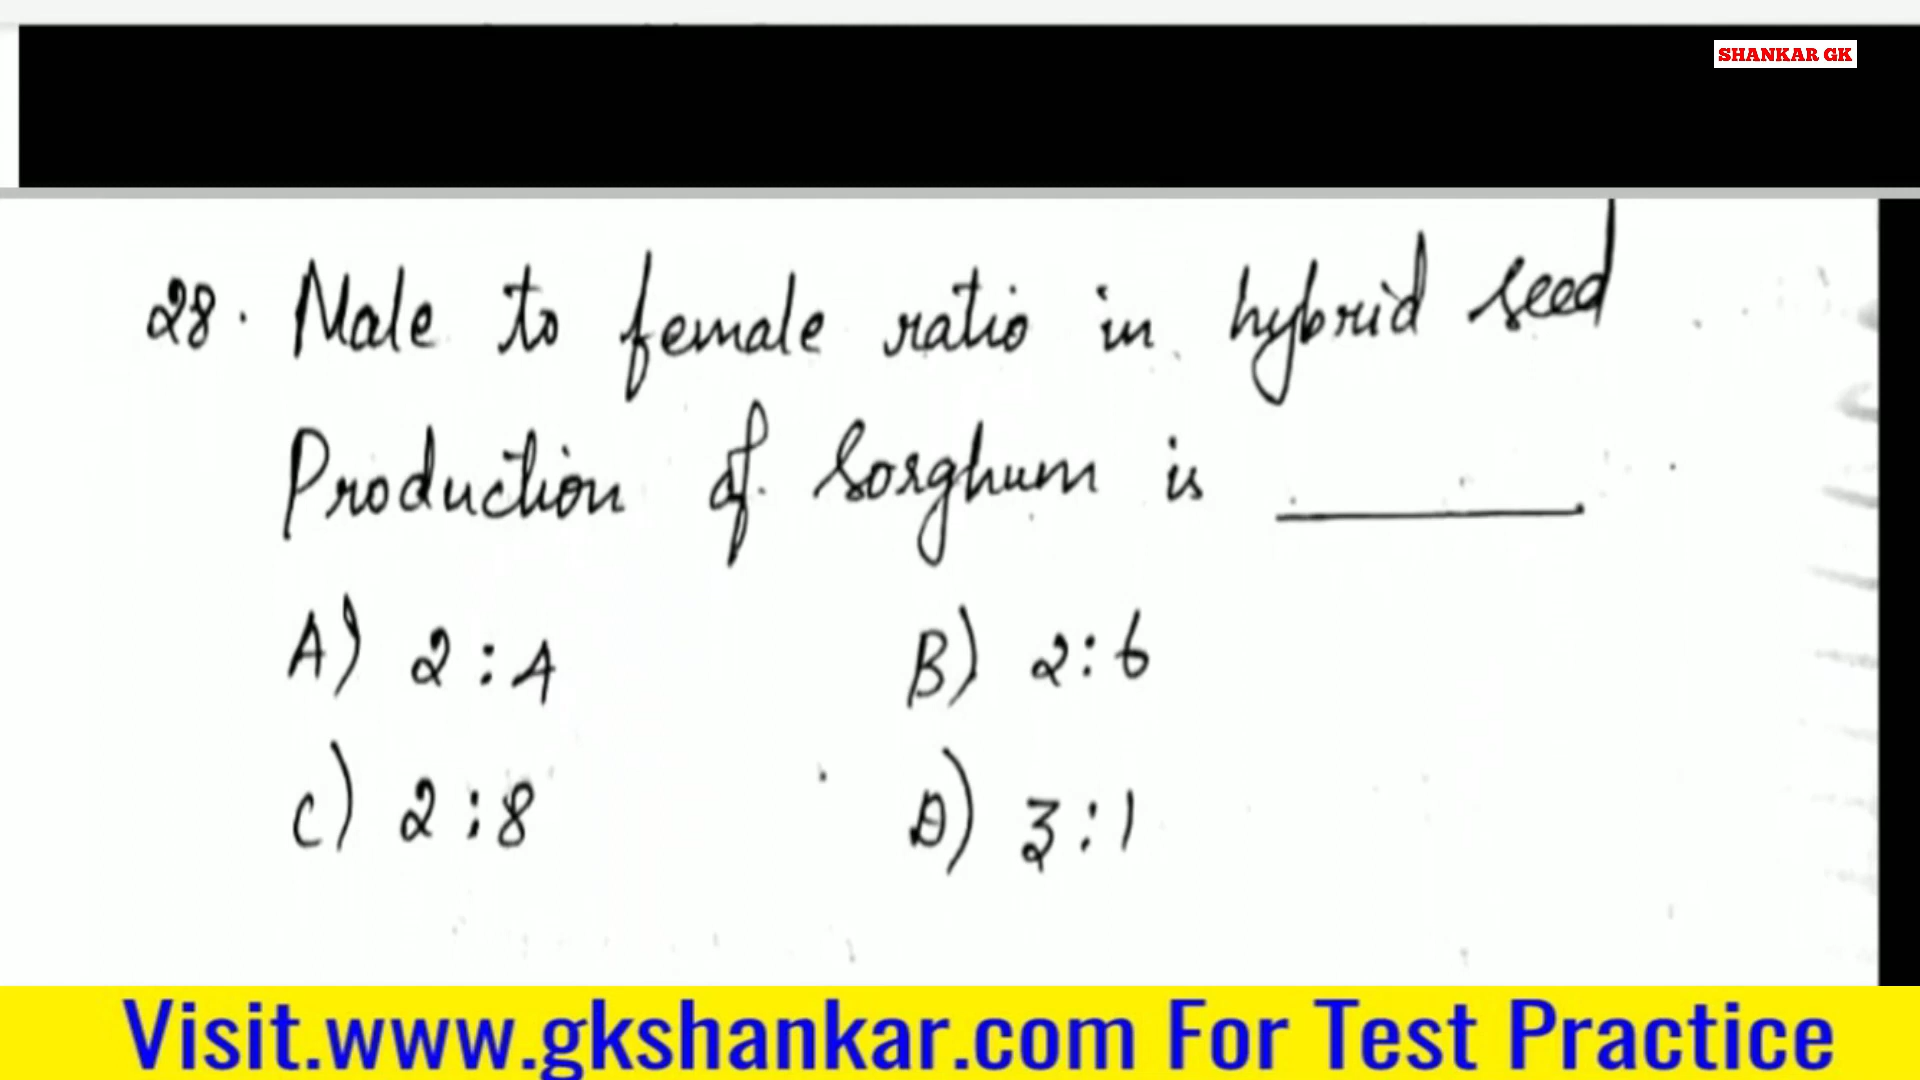 SHANKAR GK
28. Male to female ratio in hybrid seed
Production of Sorghum is ________
A) 2:4 B) 2:6
C) 2:8 D) 3:1
Visit.www.gkshankar.com For Test Practice